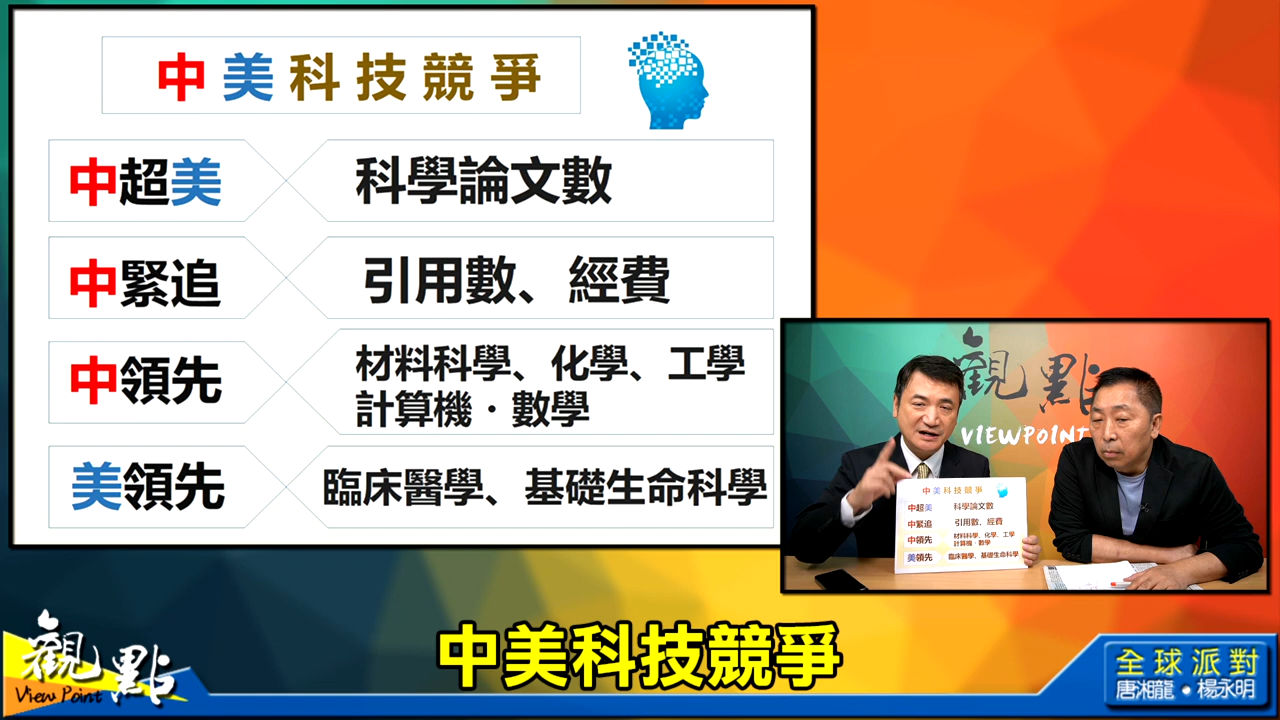 中美科技競爭
中超美
科學論文數
中緊追
引用數、經費
中領先
材料科學、化學、工學
計算機・數學
美領先
臨床醫學、基礎生命科學
觀點
VIEWPOINT
中美科技競爭
中超美 科學論文數
中緊追 引用數、經費
中領先 材料科學、化學、工學
計算機・數學
美領先 臨床醫學、基礎生命科學
觀點
View Point
中美科技競爭
全球派對
唐湘龍・楊永明